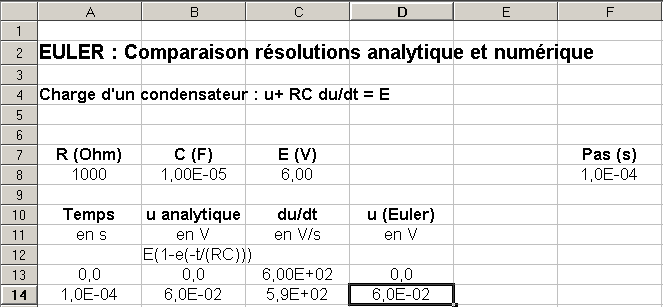 A B C D E F
1
2 EULER : Comparaison résolutions analytique et numérique
3
4 Charge d'un condensateur : u+ RC du/dt = E
5
6
7 R (Ohm) C (F) E (V) Pas (s)
8 1000 1,00E-05 6,00 1,0E-04
9
10 Temps u analytique du/dt u (Euler)
11 en s en V en V/s en V
12 E(1-e(-t/(RC)))
13 0,0 0,0 6,00E+02 0,0
14 1,0E-04 6,0E-02 5,9E+02 6,0E-02